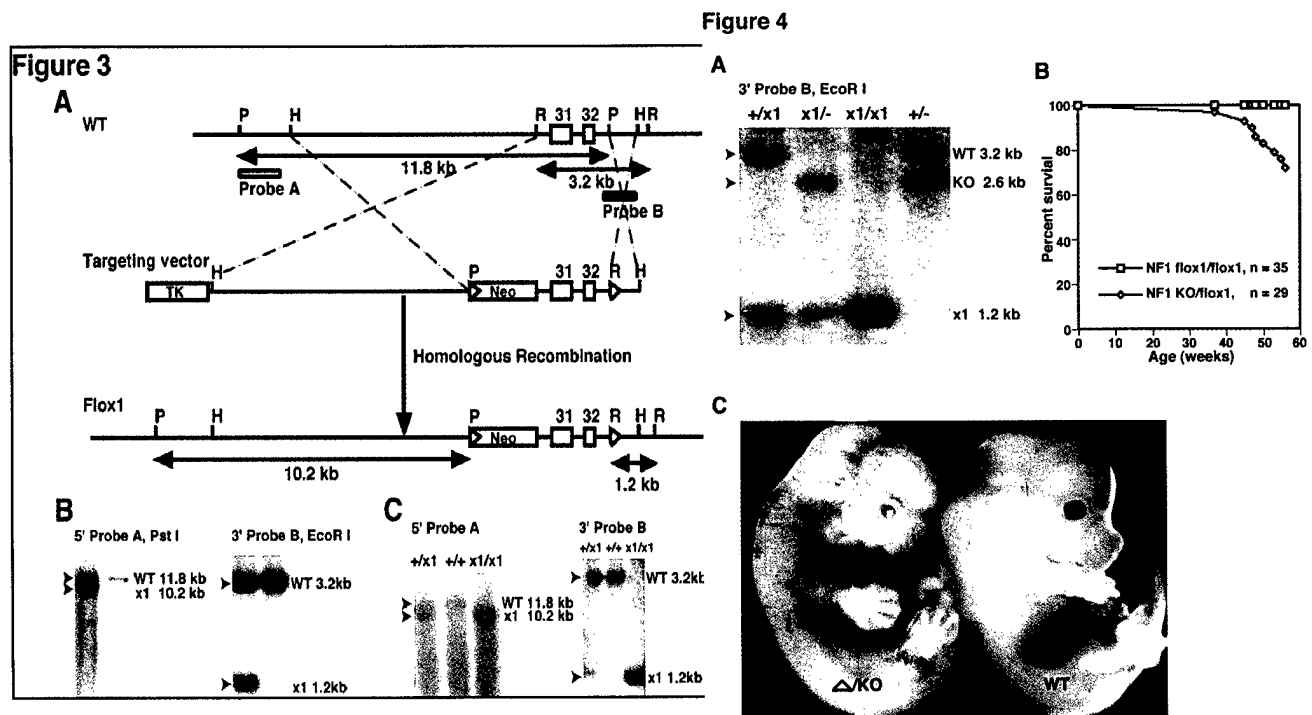 Figure 3
A
WT
P H R 31 32 P H R
11.8 kb
3.2 kb
Probe A
Probe B
Targeting vector
H P 31 32 R H
TK Neo
Homologous Recombination
Flox1
P H P 31 32 R H R
Neo
10.2 kb
1.2 kb
B
5' Probe A, Pst I
WT 11.8 kb
x1 10.2 kb
3' Probe B, EcoR I
WT 3.2kb
x1 1.2kb
C
5' Probe A
+/x1 +/+ x1/x1
WT 11.8 kb
x1 10.2 kb
3' Probe B
+/x1 +/+ x1/x1
WT 3.2kb
x1 1.2kb
Figure 4
A
3' Probe B, EcoR I
+/x1 x1/- x1/x1 +/-
WT 3.2 kb
KO 2.6 kb
x1 1.2 kb
B
Percent survial
100
80
60
40
20
0
NF1 flox1/flox1, n = 35
NF1 KO/flox1, n = 29
0 10 20 30 40 50 60
Age (weeks)
C
△/KO
WT